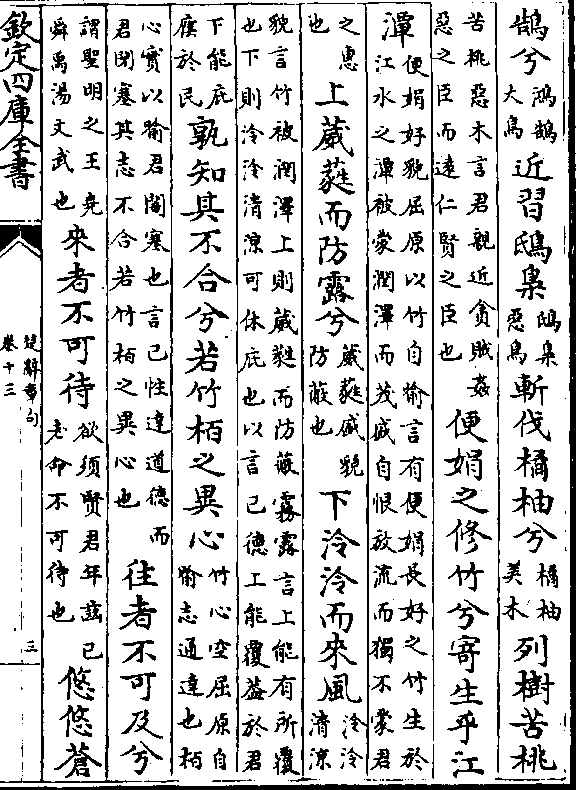 鵠兮鴻鵠大鳥近習鴟梟鴟梟惡鳥斬伐橘柚兮橘柚美木列樹苦桃
苦桃惡木言君親近貪賊姦惡之臣而遠仁賢之臣也便娟之修竹兮寄生乎江
潭便娟好貌屈原以竹自喻言有便娟長好之竹生於江水之潭被蒙潤澤而茂盛自恨放流而獨不蒙君
之惠也上葳蕤而防露兮葳蕤盛貌防蔽也下泠泠而來風泠泠清涼
貌言竹被潤澤上則葳蕤而防蔽霧露言上能有所覆也下則泠泠清涼可休庇也以言己德上能覆蓋於君
下能庇廕於民孰知其不合兮若竹栢之異心竹心空屈原自喻志通達也栢
心實以喻君闇塞也言己性達道德而君閉塞其志不合若竹栢之異心也往者不可及兮
謂聖明之王堯舜禹湯文武也來者不可待欲須賢君年齒已老命不可待也悠悠蒼
欽定四庫全書
楚辭章句
卷十三
三